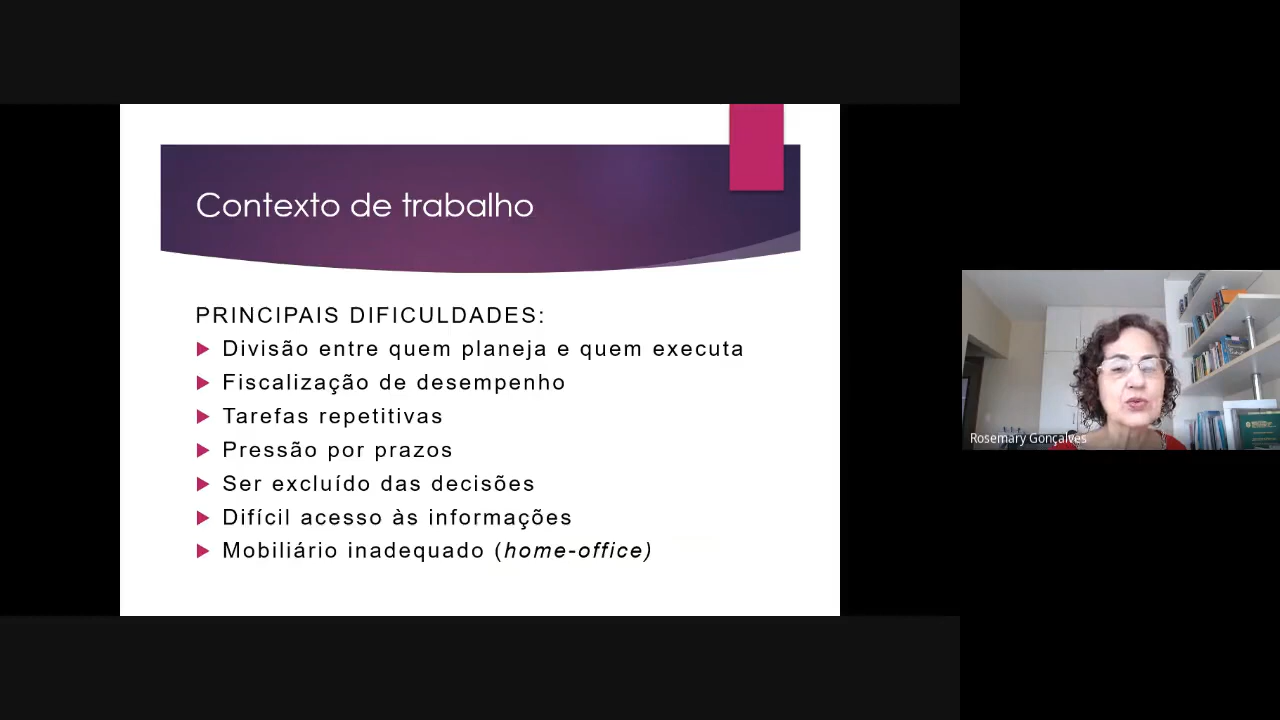 Contexto de trabalho
PRINCIPAIS DIFICULDADES:
Divisão entre quem planeja e quem executa
Fiscalização de desempenho
Tarefas repetitivas
Pressão por prazos
Ser excluído das decisões
Difícil acesso às informações
Mobiliário inadequado (home-office)
Rosemary Gonçalves